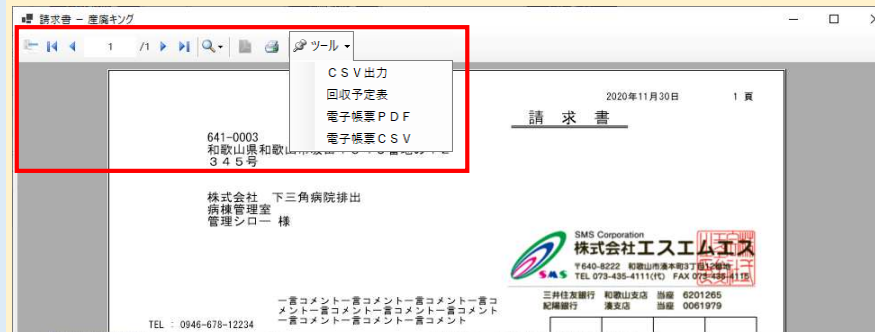 請求書 － 産廃キング
1 /1 ツール
ＣＳＶ出力
回収予定表
電子帳票ＰＤＦ
電子帳票ＣＳＶ
2020年11月30日 1 頁
請 求 書
641-0003
和歌山県和歌
３４５号
株式会社 下三角病院排出
病棟管理室
管理シロー 様
SMS Corporation
株式会社エスエムエス
SMS
〒640-8222 和歌山市湊本町3丁目
TEL 073-435-4111(代) FAX 073-435-4115
三井住友銀行 和歌山支店 当座 6201265
紀陽銀行 湊支店 当座 0061979
一言コメント一言コメント一言コメント一言コ
メント一言コメント一言コメント一言コメント
一言コメント一言コメント一言コメント
TEL : 0946-678-12234